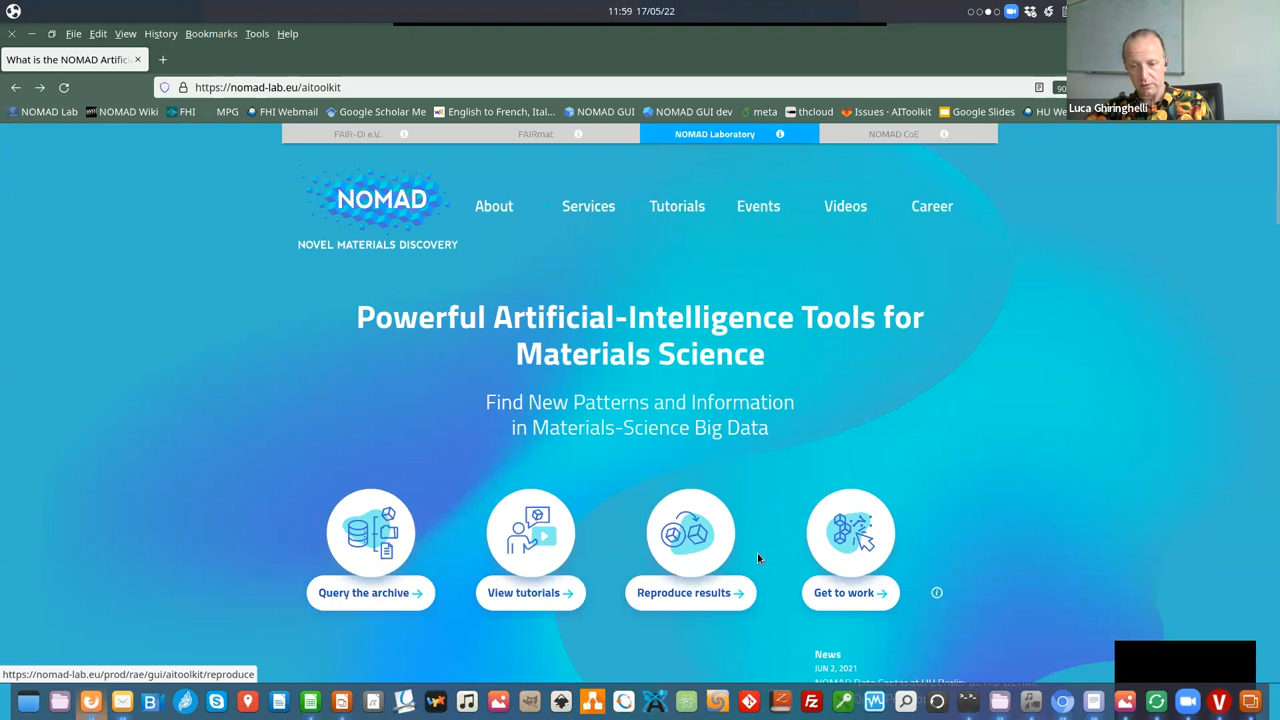 11:59 17/05/22
File Edit View History Bookmarks Tools Help
What is the NOMAD Artific
https://nomad-lab.eu/aitoolkit
90
NOMAD Lab NOMAD Wiki FHI MPG FHI Webmail Google Scholar Me English to French, Ital... NOMAD GUI NOMAD GUI dev meta thcloud Issues - AIToolkit Google Slides HU We
Luca Ghiringhelli
FAIR-Di e.V. FAIRmat NOMAD Laboratory NOMAD CoE
NOMAD
NOVEL MATERIALS DISCOVERY
About Services Tutorials Events Videos Career
Powerful Artificial-Intelligence Tools for
Materials Science
Find New Patterns and Information
in Materials-Science Big Data
Query the archive View tutorials Reproduce results Get to work
News
JUN 2, 2021
https://nomad-lab.eu/prod/rae/gui/aitoolkit/reproduce